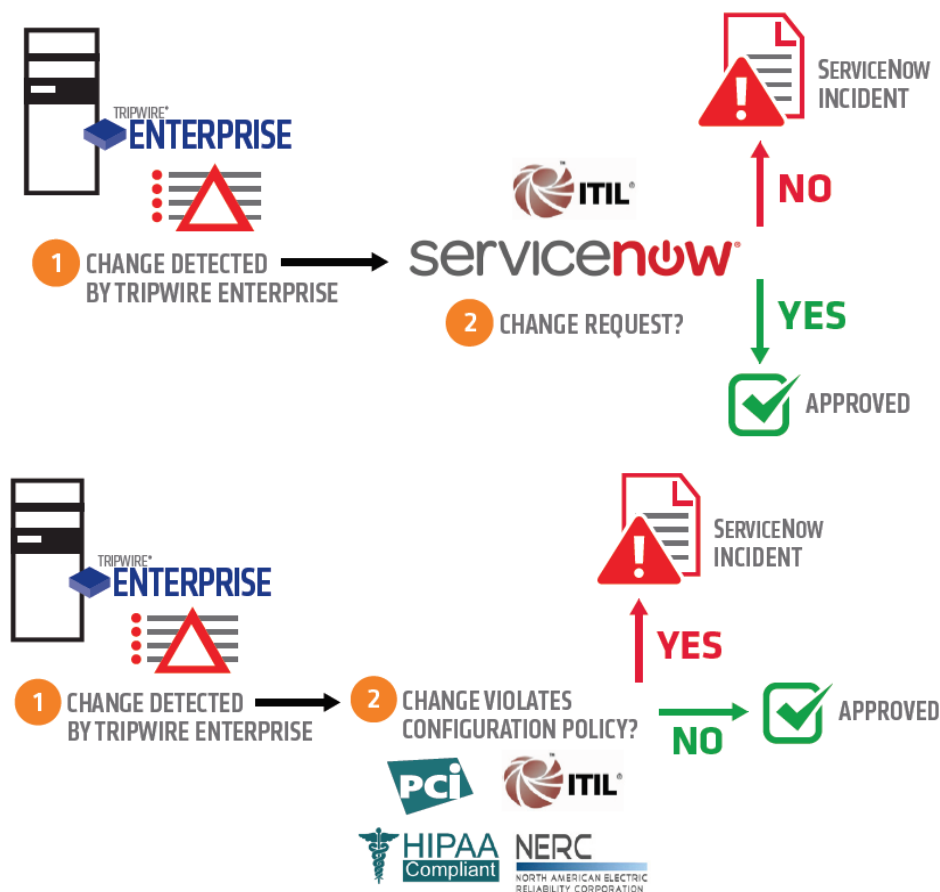 TRIPWIRE®
ENTERPRISE
1 CHANGE DETECTED
BY TRIPWIRE ENTERPRISE
™
ITIL®
servicenow®
2 CHANGE REQUEST?
SERVICENOW
INCIDENT
NO
YES
APPROVED
TRIPWIRE®
ENTERPRISE
1 CHANGE DETECTED
BY TRIPWIRE ENTERPRISE
2 CHANGE VIOLATES
CONFIGURATION POLICY?
SERVICENOW
INCIDENT
YES
NO
APPROVED
PCi
™
ITIL®
HIPAA
Compliant
NERC
NORTH AMERICAN ELECTRIC
RELIABILITY CORPORATION